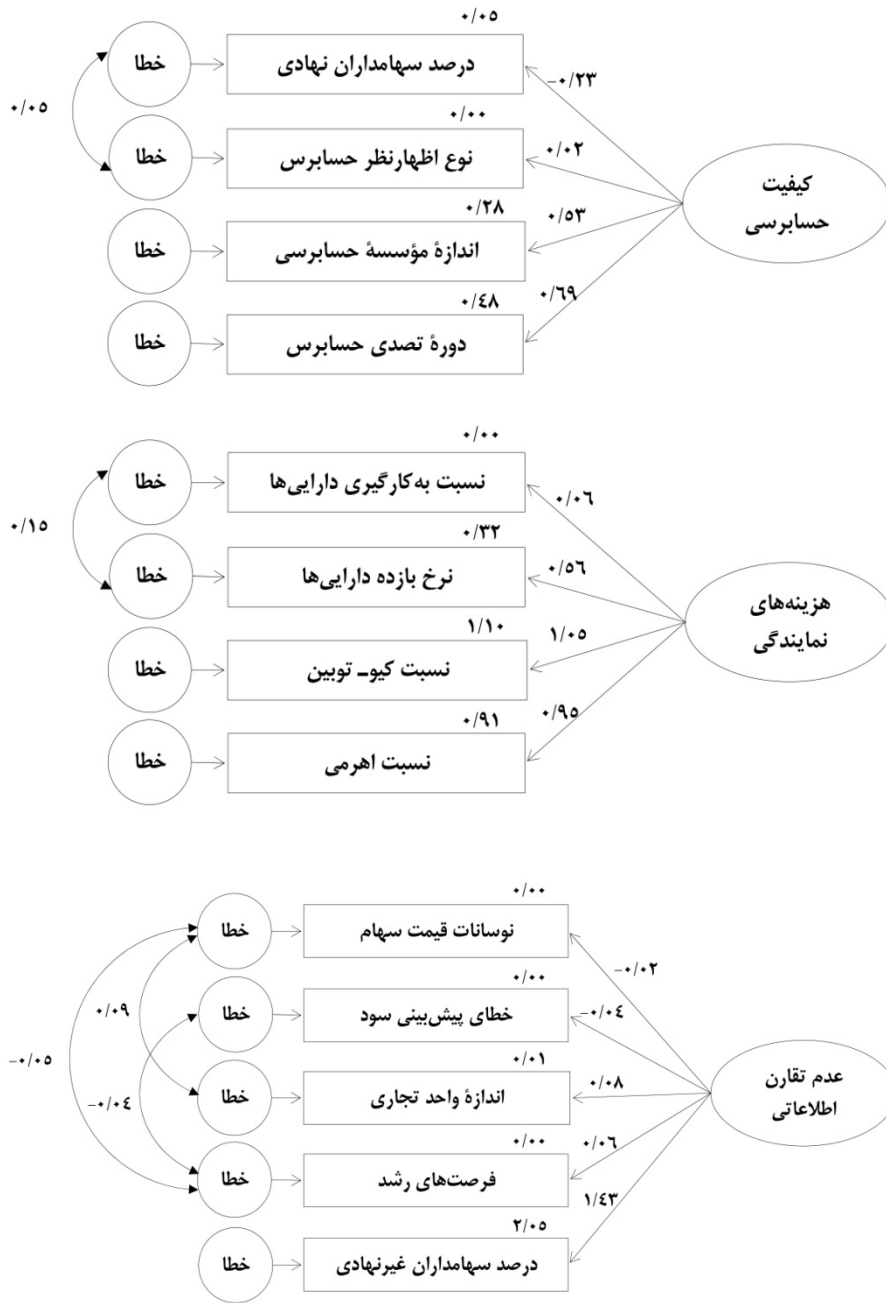 ۰/۰۵
خطا
درصد سهامداران نهادی
-۰/۲۳
۰/۰۵
۰/۰۰
خطا
نوع اظهارنظر حسابرس
۰/۰۲
کیفیت
حسابرسی
۰/۲۸
خطا
اندازۀ مؤسسۀ حسابرسی
۰/۵۳
۰/۴۸
خطا
دورۀ تصدی حسابرس
۰/۶۹
۰/۰۰
خطا
نسبت به‌کارگیری دارایی‌ها
۰/۰۶
۰/۱۵
۰/۳۲
خطا
نرخ بازده دارایی‌ها
۰/۵۶
هزینه‌های
نمایندگی
۱/۱۰
خطا
نسبت کیو- توبین
۱/۰۵
۰/۹۱
خطا
نسبت اهرمی
۰/۹۵
۰/۰۰
خطا
نوسانات قیمت سهام
-۰/۰۲
۰/۰۰
خطا
خطای پیش‌بینی سود
-۰/۰۴
۰/۰۹
-۰/۰۵
-۰/۰۴
۰/۰۱
خطا
اندازۀ واحد تجاری
۰/۰۸
عدم تقارن
اطلاعاتی
۰/۰۰
خطا
فرصت‌های رشد
۰/۰۶
۲/۰۵
خطا
درصد سهامداران غیرنهادی
۱/۴۳